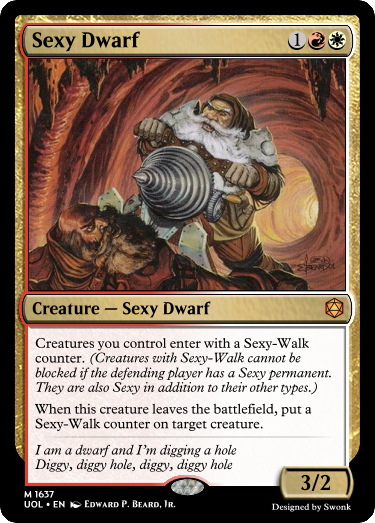 Sexy Dwarf
1
Creature — Sexy Dwarf
Creatures you control enter with a Sexy-Walk
counter. (Creatures with Sexy-Walk cannot be
blocked if the defending player has a Sexy permanent.
They are also Sexy in addition to their other types.)
When this creature leaves the battlefield, put a
Sexy-Walk counter on target creature.
I am a dwarf and I'm digging a hole
Diggy, diggy hole, diggy, diggy hole
3/2
M 1637
UOL • EN Edward P. Beard, Jr.
Designed by Swonk